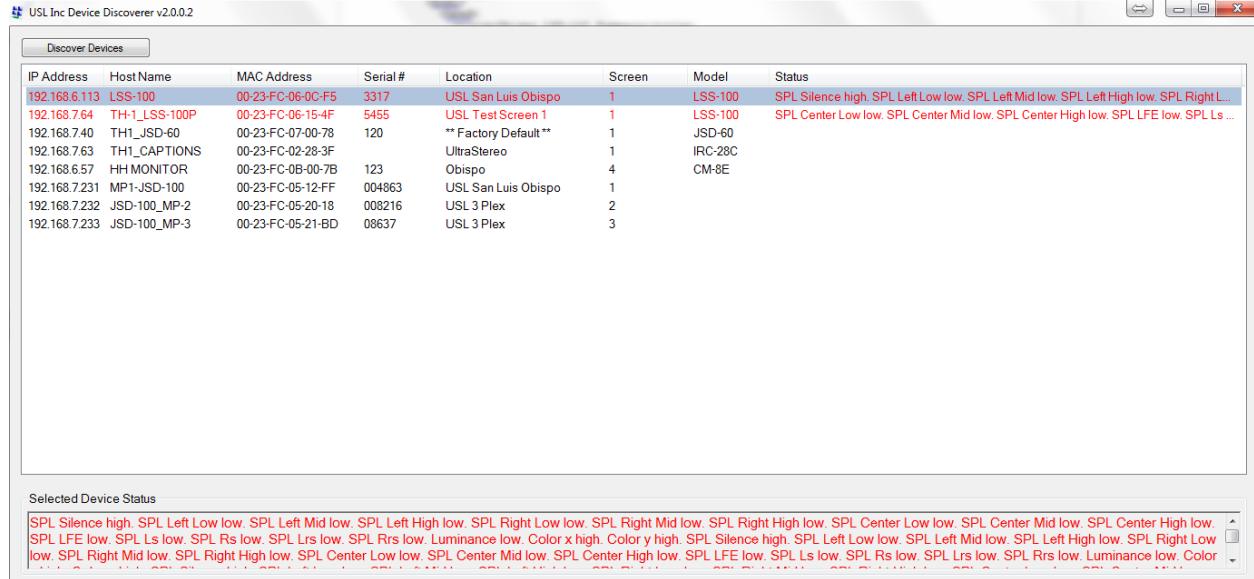 USL Inc Device Discoverer v2.0.0.2
Discover Devices
IP Address Host Name MAC Address Serial # Location Screen Model Status
192.168.6.113 LSS-100 00-23-FC-06-0C-F5 3317 USL San Luis Obispo 1 LSS-100 SPL Silence high. SPL Left Low low. SPL Left Mid low. SPL Left High low. SPL Right L...
192.168.7.64 TH-1_LSS-100P 00-23-FC-06-15-4F 5455 USL Test Screen 1 1 LSS-100 SPL Center Low low. SPL Center Mid low. SPL Center High low. SPL LFE low. SPL Ls ...
192.168.7.40 TH1_JSD-60 00-23-FC-07-00-78 120 ** Factory Default ** 1 JSD-60
192.168.7.63 TH1_CAPTIONS 00-23-FC-02-28-3F UltraStereo 1 IRC-28C
192.168.6.57 HH MONITOR 00-23-FC-0B-00-7B 123 Obispo 4 CM-8E
192.168.7.231 MP1-JSD-100 00-23-FC-05-12-FF 004863 USL San Luis Obispo 1
192.168.7.232 JSD-100_MP-2 00-23-FC-05-20-18 008216 USL 3 Plex 2
192.168.7.233 JSD-100_MP-3 00-23-FC-05-21-BD 08637 USL 3 Plex 3
Selected Device Status
SPL Silence high. SPL Left Low low. SPL Left Mid low. SPL Left High low. SPL Right Low low. SPL Right Mid low. SPL Right High low. SPL Center Low low. SPL Center Mid low. SPL Center High low.
SPL LFE low. SPL Ls low. SPL Rs low. SPL Lrs low. SPL Rrs low. Luminance low. Color x high. Color y high. SPL Silence high. SPL Left Low low. SPL Left Mid low. SPL Left High low. SPL Right Low
low. SPL Right Mid low. SPL Right High low. SPL Center Low low. SPL Center Mid low. SPL Center High low. SPL LFE low. SPL Ls low. SPL Rs low. SPL Lrs low. SPL Rrs low. Luminance low. Color